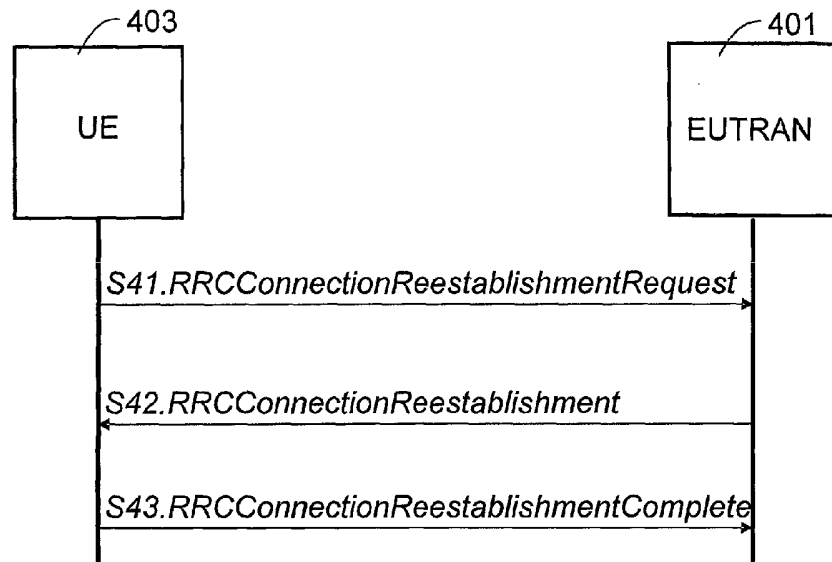 403
401
UE
EUTRAN
S41.RRCConnectionReestablishmentRequest
S42.RRCConnectionReestablishment
S43.RRCConnectionReestablishmentComplete